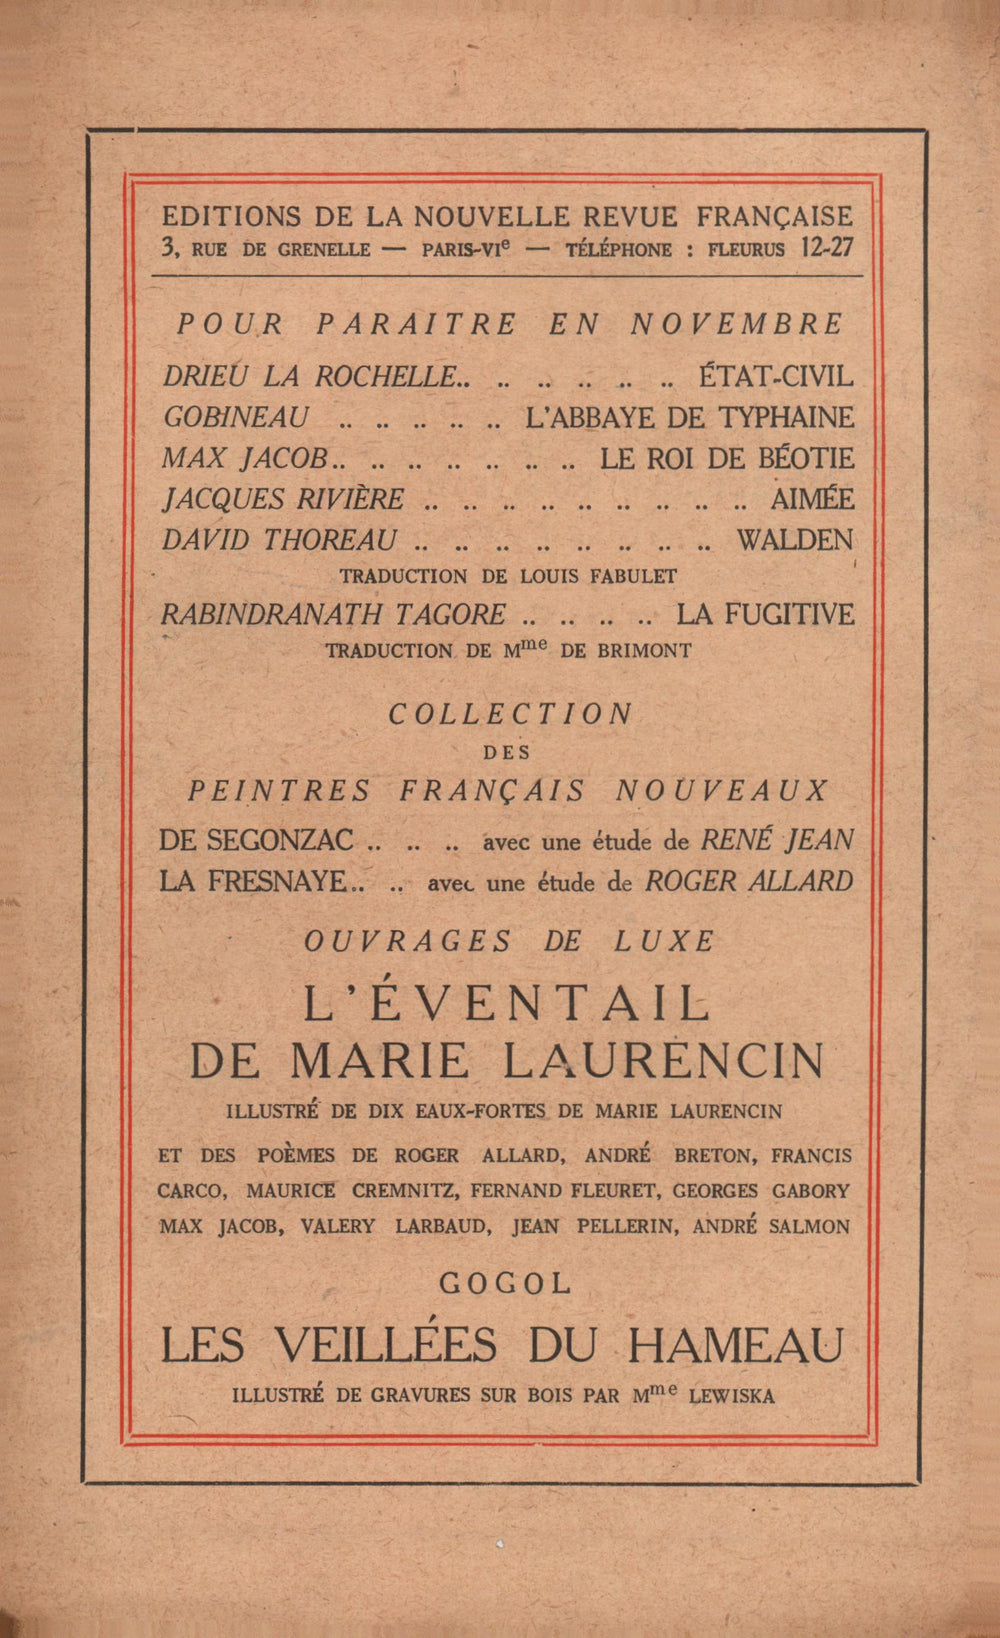 EDITIONS DE LA NOUVELLE REVUE FRANÇAISE
3, RUE DE GRENELLE — PARIS-VIe — TÉLÉPHONE : FLEURUS 12-27
POUR PARAITRE EN NOVEMBRE
DRIEU LA ROCHELLE.. .. .. .. .. .. ÉTAT-CIVIL
GOBINEAU .. .. .. .. .. L'ABBAYE DE TYPHAINE
MAX JACOB.. .. .. .. .. .. .. LE ROI DE BÉOTIE
JACQUES RIVIÈRE .. .. .. .. .. .. .. .. .. AIMÉE
DAVID THOREAU .. .. .. .. .. .. .. .. WALDEN
TRADUCTION DE LOUIS FABULET
RABINDRANATH TAGORE .. .. .. .. LA FUGITIVE
TRADUCTION DE Mme DE BRIMONT
COLLECTION
DES
PEINTRES FRANÇAIS NOUVEAUX
DE SEGONZAC .. .. .. avec une étude de RENÉ JEAN
LA FRESNAYE.. .. avec une étude de ROGER ALLARD
OUVRAGES DE LUXE
L'ÉVENTAIL
DE MARIE LAURENCIN
ILLUSTRÉ DE DIX EAUX-FORTES DE MARIE LAURENCIN
ET DES POÈMES DE ROGER ALLARD, ANDRÉ BRETON, FRANCIS
CARCO, MAURICE CREMNITZ, FERNAND FLEURET, GEORGES GABORY
MAX JACOB, VALERY LARBAUD, JEAN PELLERIN, ANDRÉ SALMON
GOGOL
LES VEILLÉES DU HAMEAU
ILLUSTRÉ DE GRAVURES SUR BOIS PAR Mme LEWISKA